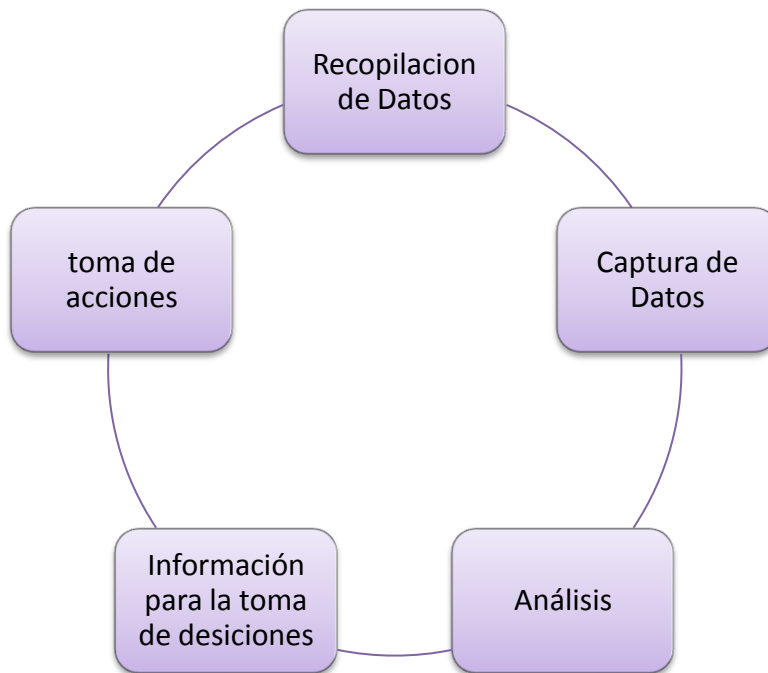 Recopilacion
de Datos
Captura de
Datos
Análisis
Información
para la toma
de desiciones
toma de
acciones